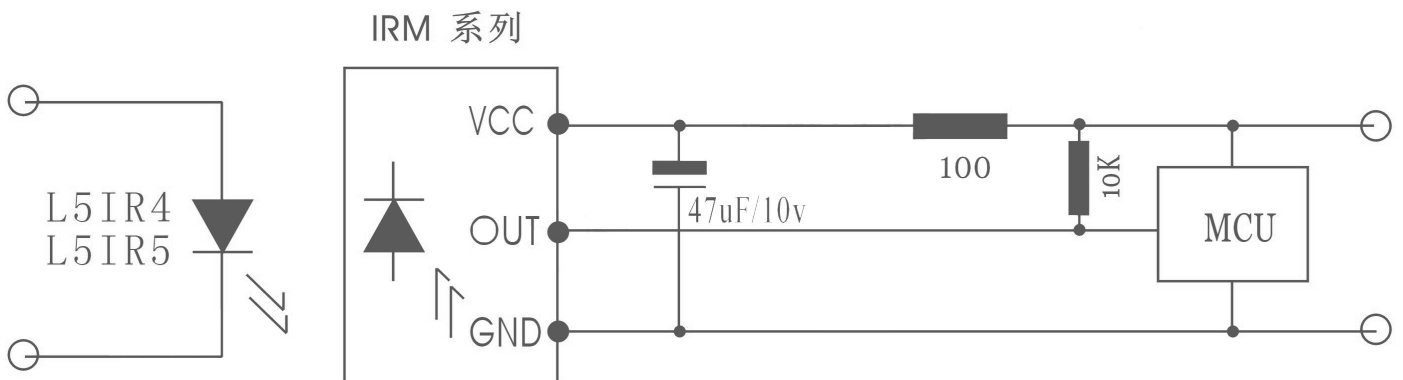 IRM 系列
VCC
100
10K
L5IR4
L5IR5
47uF/10v
OUT
MCU
GND